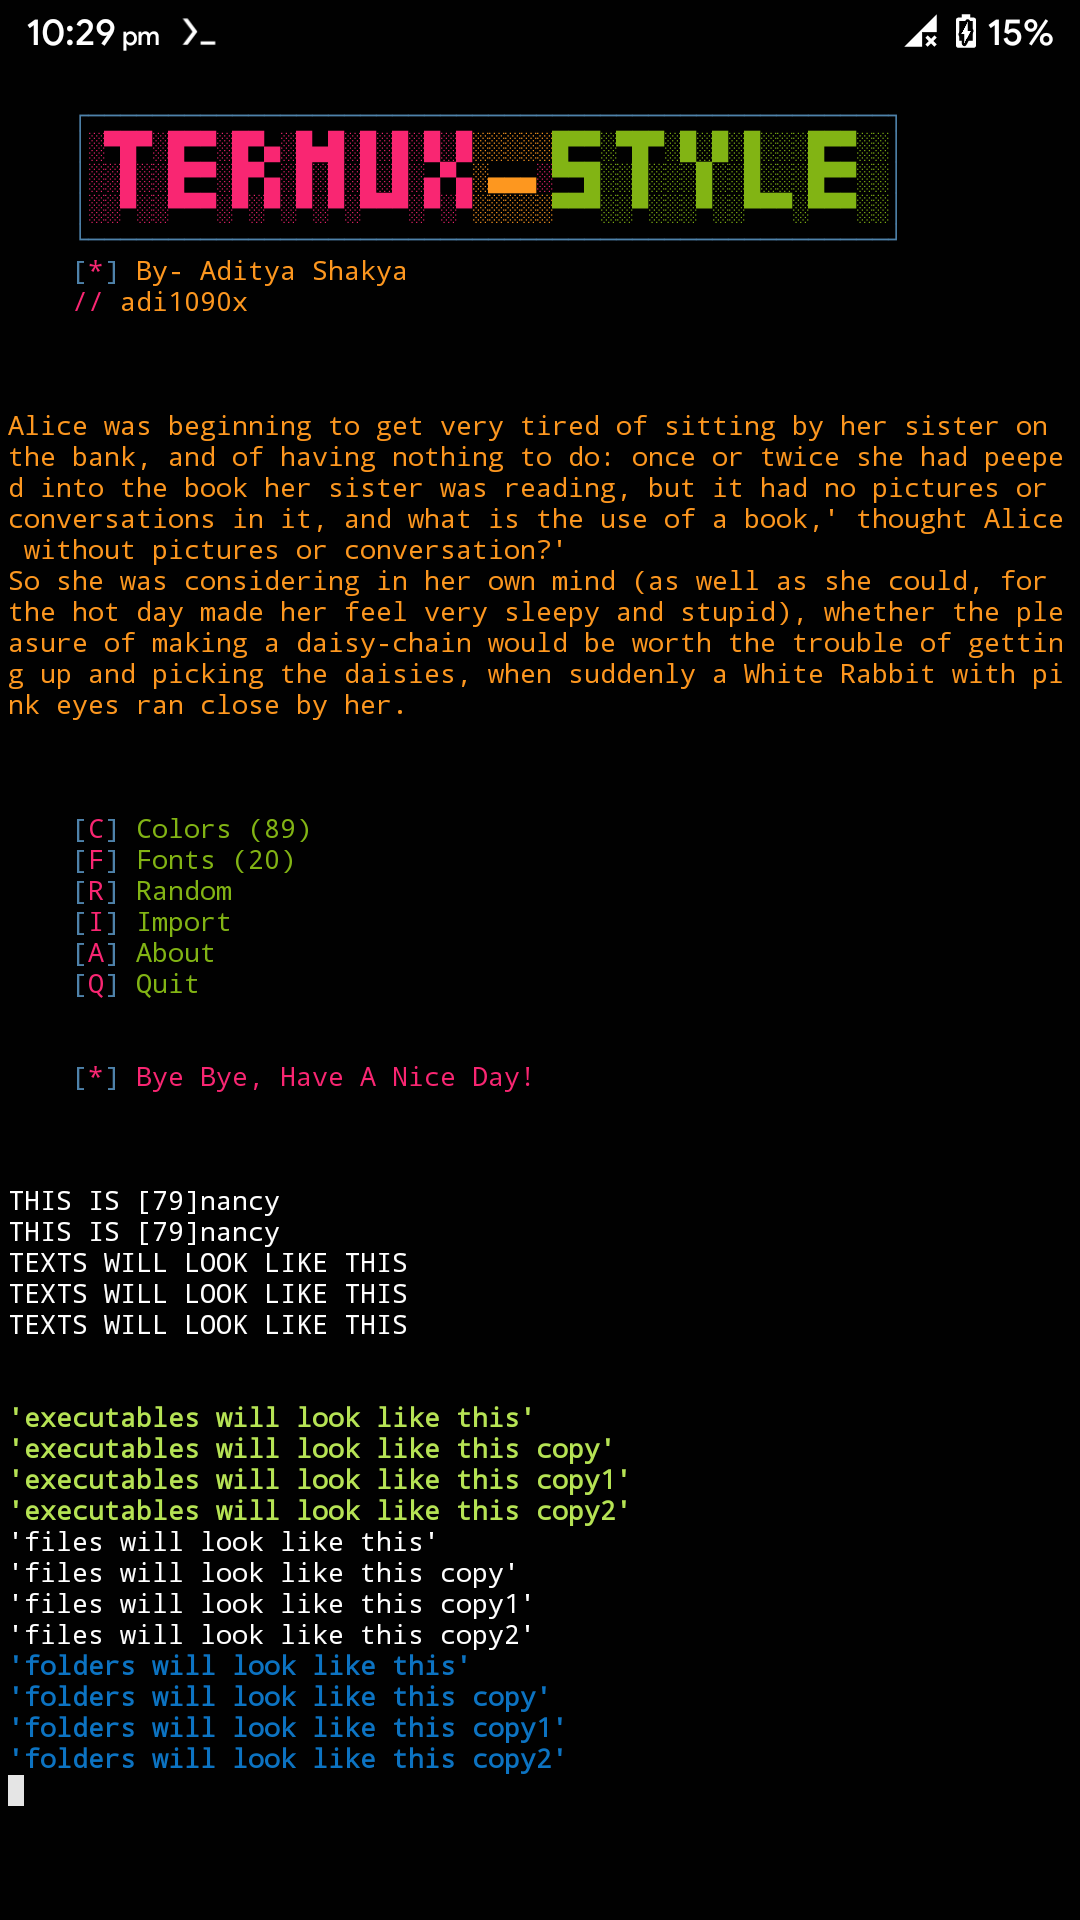 10:29 pm 15%
TERMUX-STYLE
[*] By- Aditya Shakya
// adi1090x
Alice was beginning to get very tired of sitting by her sister on
the bank, and of having nothing to do: once or twice she had peepe
d into the book her sister was reading, but it had no pictures or
conversations in it, and what is the use of a book,' thought Alice
without pictures or conversation?'
So she was considering in her own mind (as well as she could, for
the hot day made her feel very sleepy and stupid), whether the ple
asure of making a daisy-chain would be worth the trouble of gettin
g up and picking the daisies, when suddenly a White Rabbit with pi
nk eyes ran close by her.
[C] Colors (89)
[F] Fonts (20)
[R] Random
[I] Import
[A] About
[Q] Quit
[*] Bye Bye, Have A Nice Day!
THIS IS [79]nancy
THIS IS [79]nancy
TEXTS WILL LOOK LIKE THIS
TEXTS WILL LOOK LIKE THIS
TEXTS WILL LOOK LIKE THIS
'executables will look like this'
'executables will look like this copy'
'executables will look like this copy1'
'executables will look like this copy2'
'files will look like this'
'files will look like this copy'
'files will look like this copy1'
'files will look like this copy2'
'folders will look like this'
'folders will look like this copy'
'folders will look like this copy1'
'folders will look like this copy2'